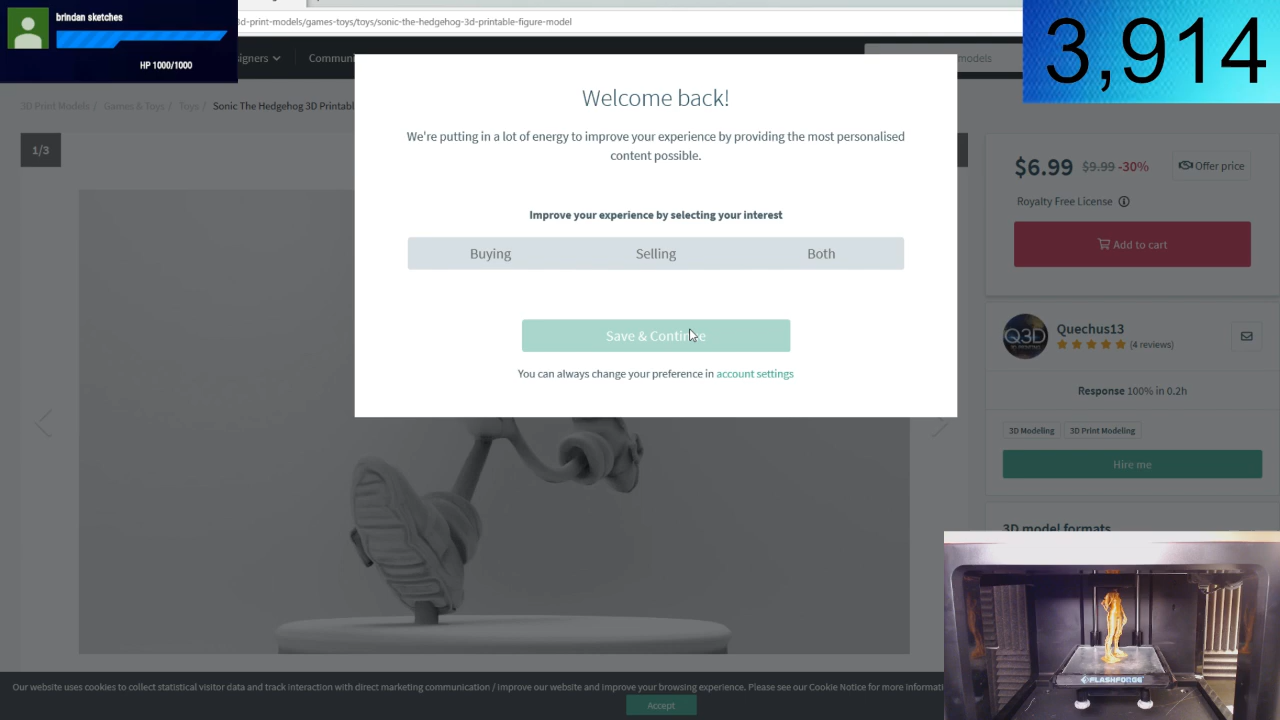 brindan sketches
HP 1000/1000
d-print-models/games-toys/toys/sonic-the-hedgehog-3d-printable-figure-model
3,914
Commun
models
3D Print Models / Games & Toys / Toys / Sonic The Hedgehog 3D Printabl
1/3
Welcome back!
We're putting in a lot of energy to improve your experience by providing the most personalised
content possible.
Improve your experience by selecting your interest
Buying Selling Both
Save & Continue
You can always change your preference in account settings
$6.99 $9.99 -30% Offer price
Royalty Free License
Add to cart
Q3D
Quechus13
(4 reviews)
Response 100% in 0.2h
3D Modeling 3D Print Modeling
Hire me
3D model formats
FLASHFORGE
Our website uses cookies to collect statistical visitor data and track interaction with direct marketing communication / improve our website and improve your browsing experience. Please see our Cookie Notice for more informati
Accept